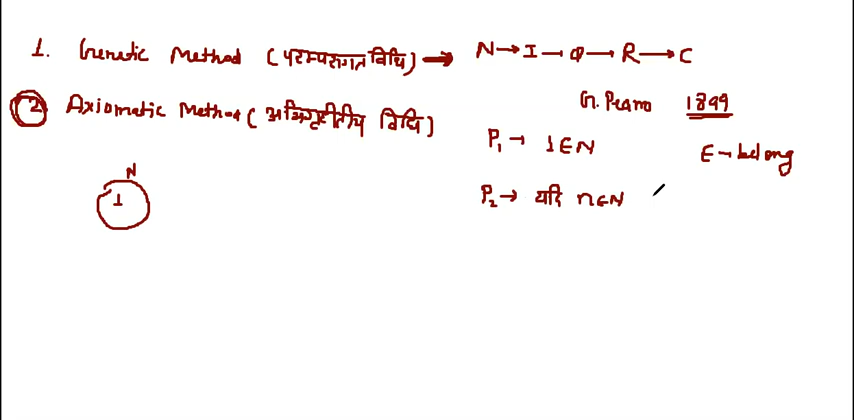 1. Genetic Method (परम्परागत विधि) → N→I→Q→R→C
② Axiomatic Method (अभिगृहीतीय विधि)
G. Peano 1899
P₁ → 1∈N
∈→belong
N
1
P₂ → यदि n∈N